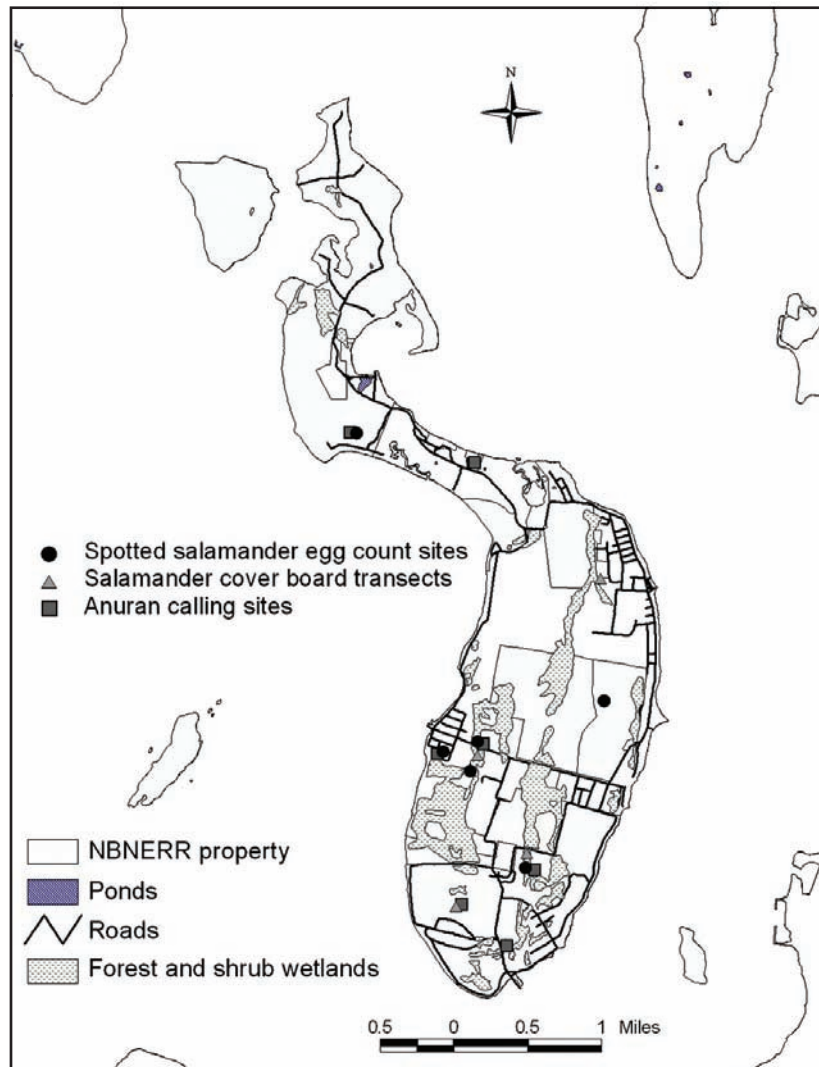 N
Spotted salamander egg count sites
Salamander cover board transects
Anuran calling sites
NBNERR property
Ponds
Roads
Forest and shrub wetlands
0.5 0 0.5 1 Miles